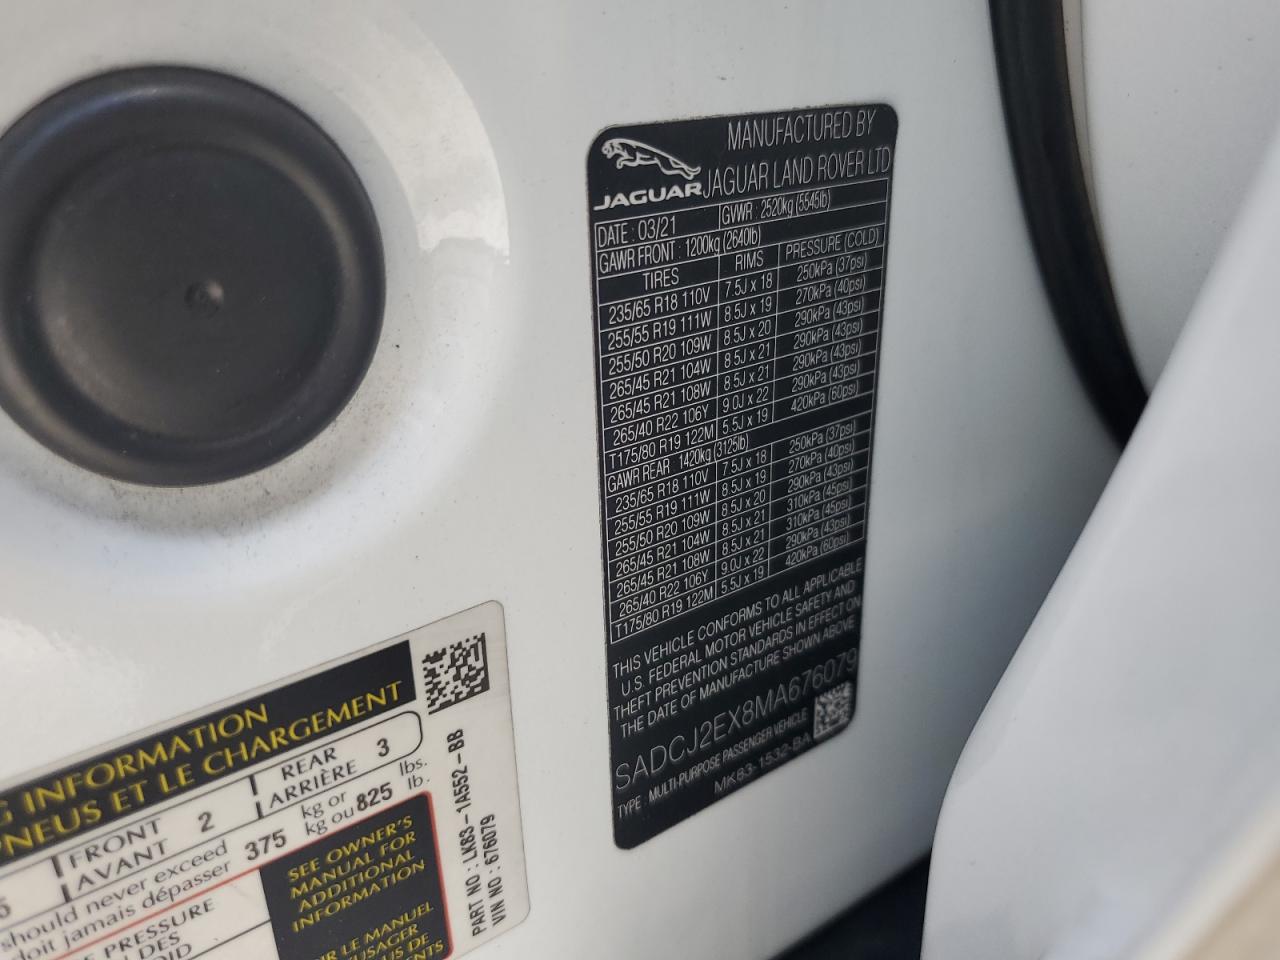 JAGUAR
MANUFACTURED BY
JAGUAR LAND ROVER LTD
DATE : 03/21 GVWR : 2520kg (5545lb)
GAWR FRONT : 1200kg (2640lb)
TIRES RIMS PRESSURE (COLD)
235/65 R18 110V 7.5J x 18 250kPa (37psi)
255/55 R19 111W 8.5J x 19 270kPa (40psi)
255/50 R20 109W 8.5J x 20 290kPa (43psi)
265/45 R21 104W 8.5J x 21 290kPa (43psi)
265/45 R21 108W 8.5J x 21 290kPa (43psi)
265/40 R22 106Y 9.0J x 22 290kPa (43psi)
T175/80 R19 122M 5.5J x 19 420kPa (60psi)
GAWR REAR 1420kg (3125lb)
235/65 R18 110V 7.5J x 18 250kPa (37psi)
255/55 R19 111W 8.5J x 19 270kPa (40psi)
255/50 R20 109W 8.5J x 20 290kPa (43psi)
265/45 R21 104W 8.5J x 21 310kPa (45psi)
265/45 R21 108W 8.5J x 21 310kPa (45psi)
265/40 R22 106Y 9.0J x 22 290kPa (43psi)
T175/80 R19 122M 5.5J x 19 420kPa (60psi)
THIS VEHICLE CONFORMS TO ALL APPLICABLE
U.S. FEDERAL MOTOR VEHICLE SAFETY AND
THEFT PREVENTION STANDARDS IN EFFECT ON
THE DATE OF MANUFACTURE SHOWN ABOVE
SADCJ2EX8MA676079
TYPE : MULTI-PURPOSE PASSENGER VEHICLE
MK83-1532-BA
G INFORMATION
PNEUS ET LE CHARGEMENT
FRONT 2 REAR 3
AVANT ARRIÈRE
should never exceed 375 kg or 825 lbs.
doit jamais dépasser kg ou lb.
PRESSURE
DES
SEE OWNER'S
MANUAL FOR
ADDITIONAL
INFORMATION
LE MANUEL
USAGER
DE
PART NO : LK83-1A552-BB
VIN NO : 676079